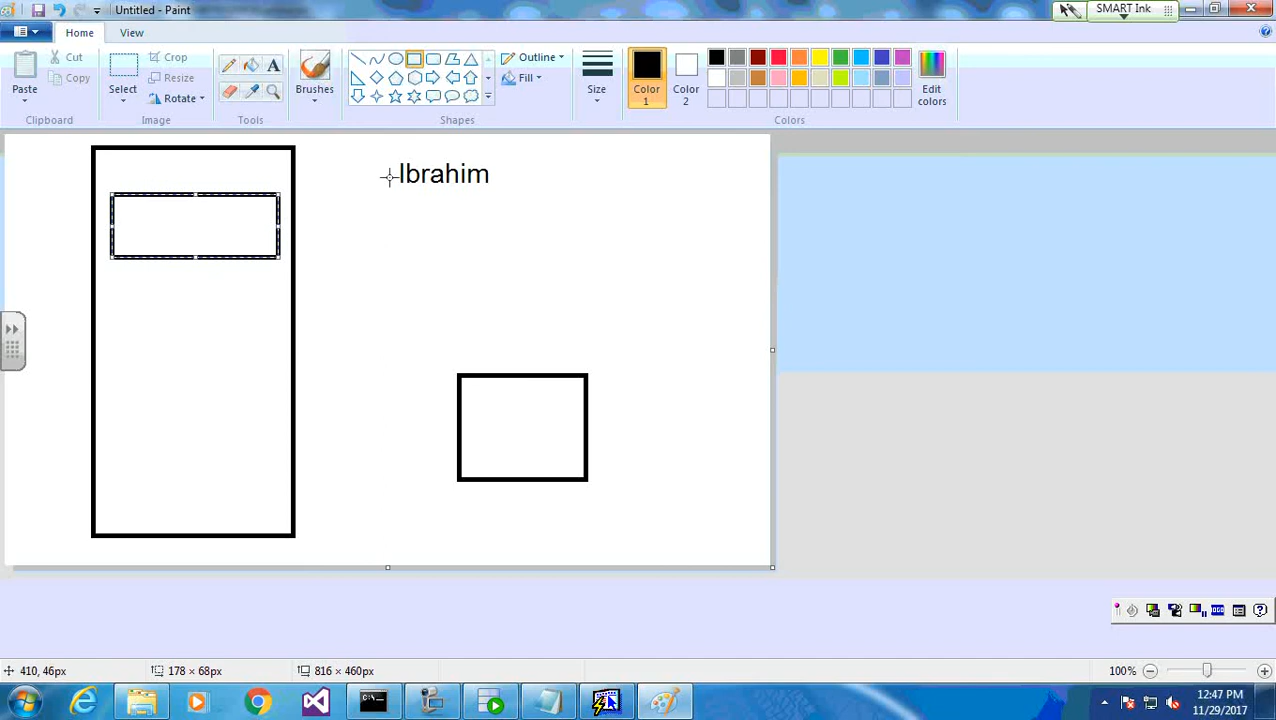 Untitled - Paint
SMART Ink
Home
View
Paste
Cut
Copy
Clipboard
Select
Crop
Resize
Rotate
Image
A
Tools
Brushes
Outline
Fill
Shapes
Size
Color 1
Color 2
Edit colors
Colors
Ibrahim
410, 46px
178 × 68px
816 × 460px
100%
12:47 PM
11/29/2017